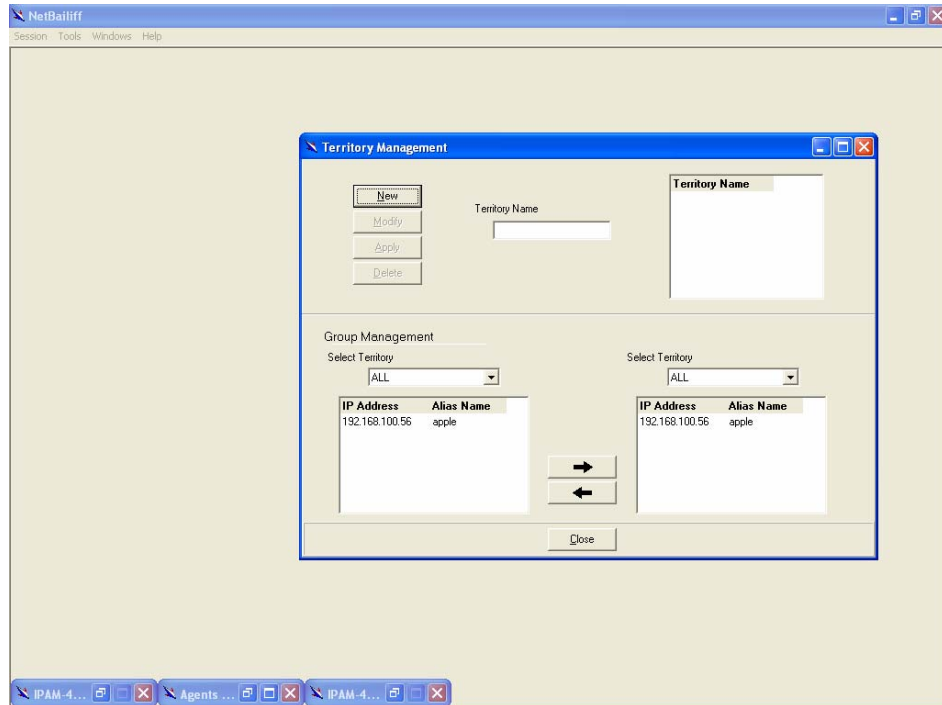 NetBailiff
Session Tools Windows Help
Territory Management
New
Modify
Apply
Delete
Territory Name
Territory Name
Group Management
Select Territory
ALL
IP Address Alias Name
192.168.100.56 apple
Select Territory
ALL
IP Address Alias Name
192.168.100.56 apple
Close
IPAM-4... Agents ... IPAM-4...